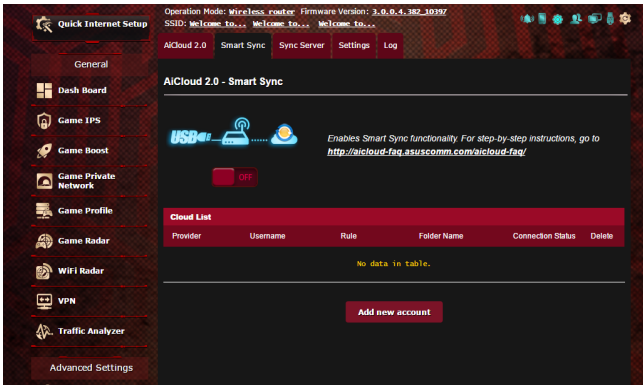 Quick Internet Setup
Operation Mode: Wireless router Firmware Version: 3.0.0.4.382_10397
SSID: Welcome to... Welcome to... Welcome to...
AiCloud 2.0 Smart Sync Sync Server Settings Log
General
Dash Board
Game IPS
Game Boost
Game Private
Network
Game Profile
Game Radar
WiFi Radar
VPN
Traffic Analyzer
Advanced Settings
AiCloud 2.0 - Smart Sync
USB
Enables Smart Sync functionality. For step-by-step instructions, go to
http://aicloud-faq.asuscomm.com/aicloud-faq/
OFF
Cloud List
Provider Username Rule Folder Name Connection Status Delete
No data in table.
Add new account